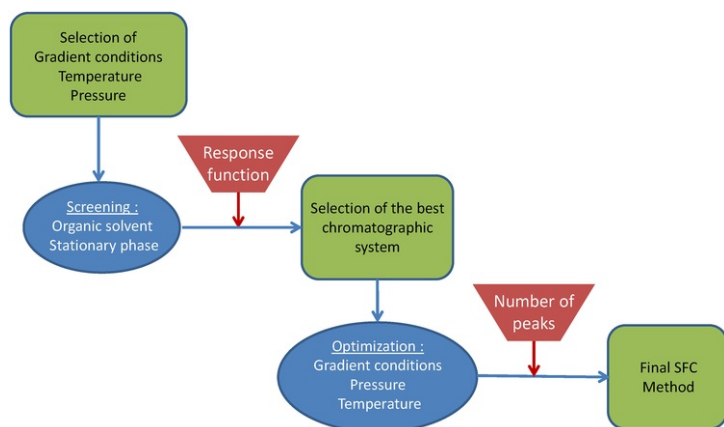 Selection of
Gradient conditions
Temperature
Pressure
Response
function
Screening :
Organic solvent
Stationary phase
Selection of the best
chromatographic
system
Number of
peaks
Optimization :
Gradient conditions
Pressure
Temperature
Final SFC
Method